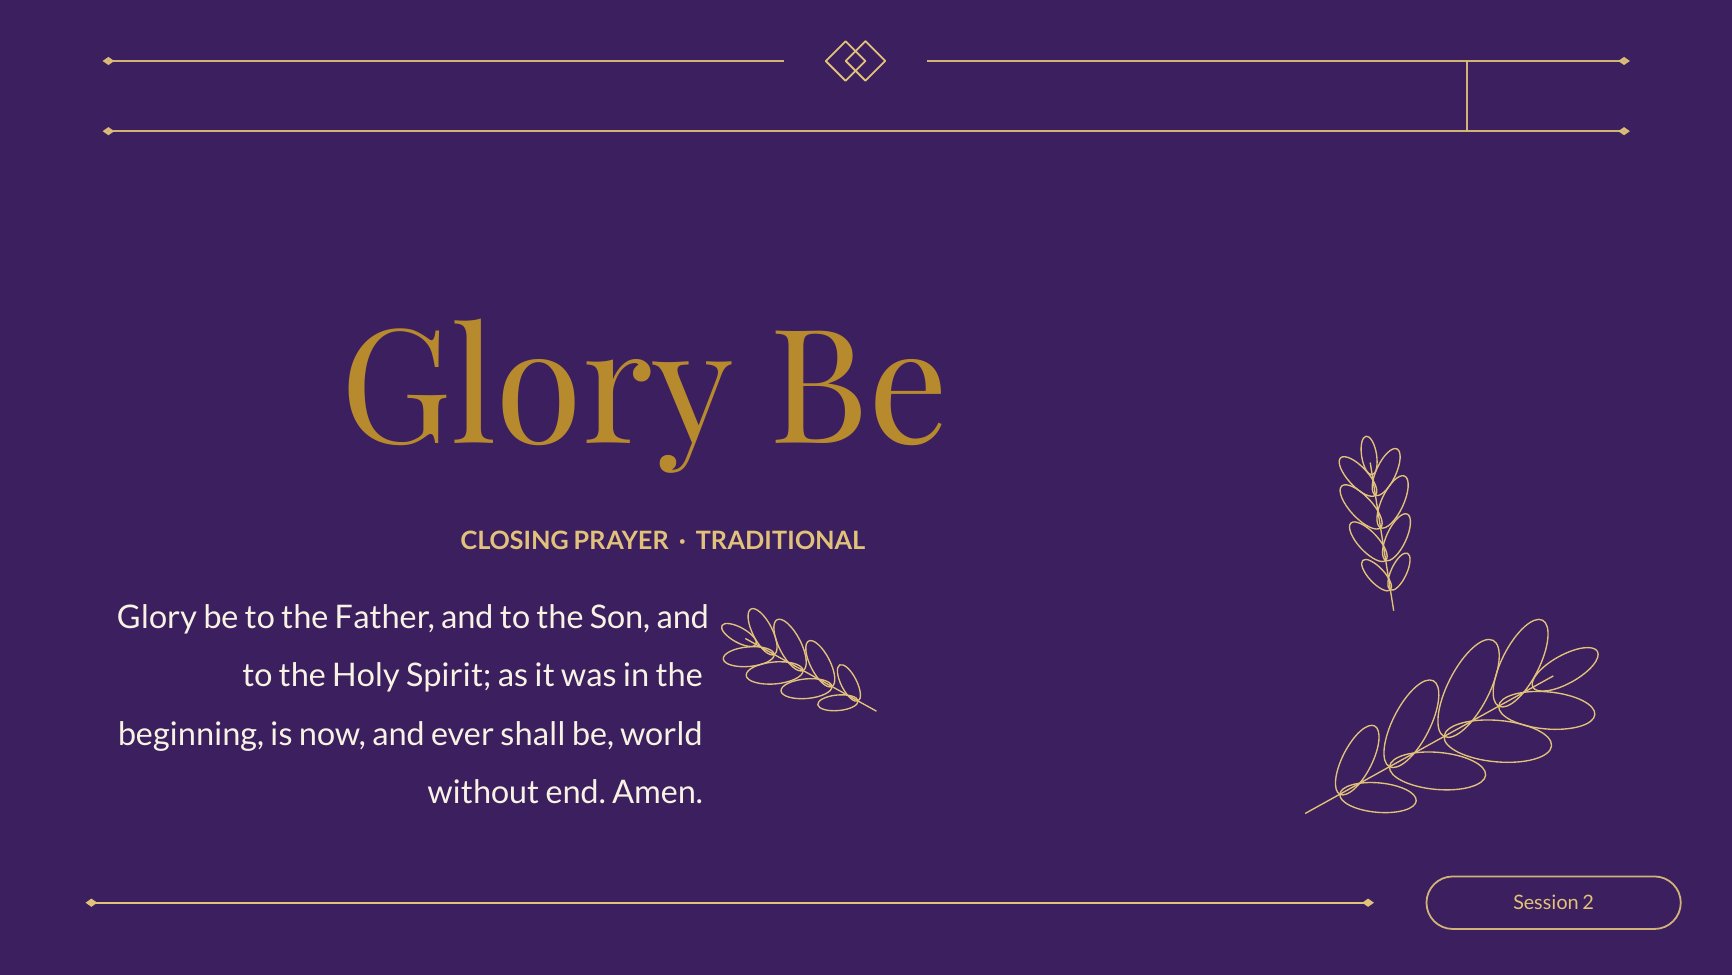 Glory Be
CLOSING PRAYER · TRADITIONAL
Glory be to the Father, and to the Son, and
to the Holy Spirit; as it was in the
beginning, is now, and ever shall be, world
without end. Amen.
Session 2